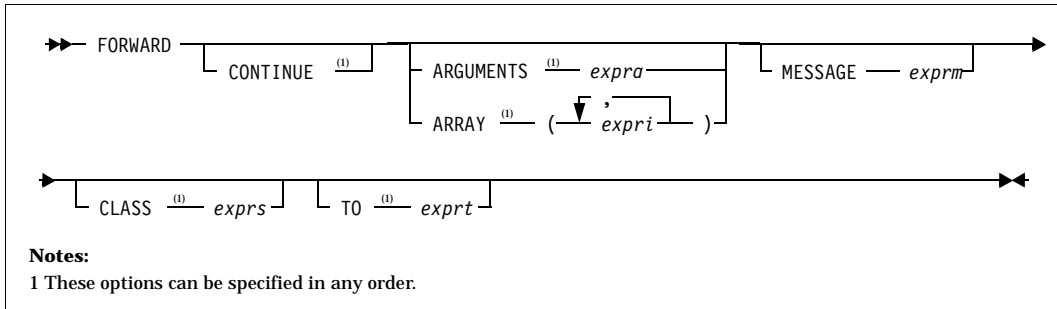 FORWARD
CONTINUE (1)
ARGUMENTS (1) expra
ARRAY (1) ( , expri )
MESSAGE exprm
CLASS (1) exprs
TO (1) exprt
Notes:
1 These options can be specified in any order.